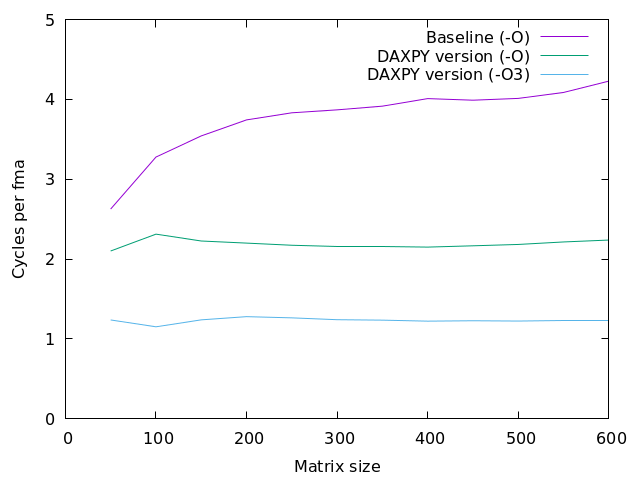 5
4
3
2
1
0
Cycles per fma
Baseline (-O)
DAXPY version (-O)
DAXPY version (-O3)
0 100 200 300 400 500 600
Matrix size